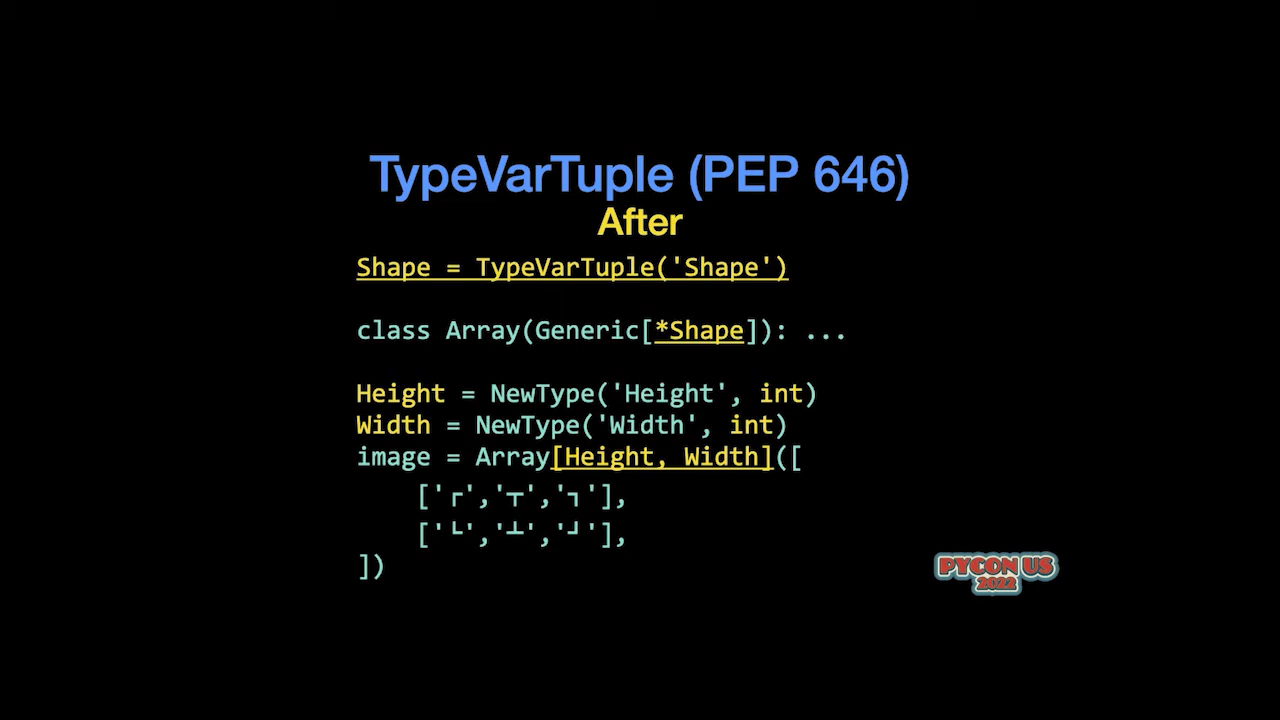 TypeVarTuple (PEP 646)
After
Shape = TypeVarTuple('Shape')
class Array(Generic[*Shape]): ...
Height = NewType('Height', int)
Width = NewType('Width', int)
image = Array[Height, Width]([
    ['┌','┬','┐'],
    ['└','┴','┘'],
])
PYCON US
2022